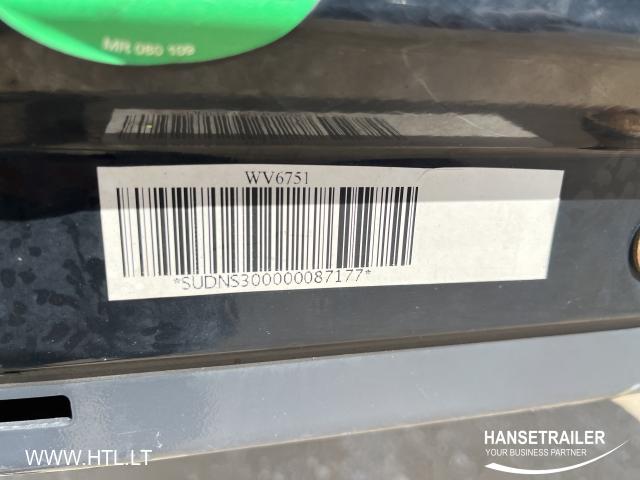 MR 080 109
WV6751
*SUDNS300000087177*
www.HTL.LT
HANSETRAILER
YOUR BUSINESS PARTNER